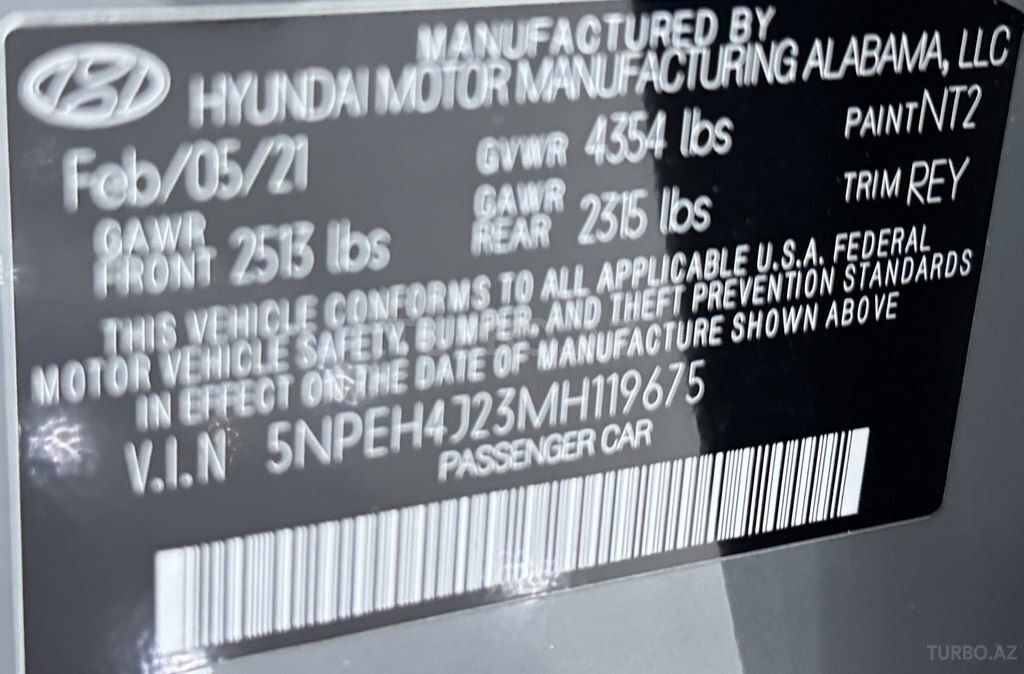 MANUFACTURED BY
HYUNDAI MOTOR MANUFACTURING ALABAMA, LLC
Feb/05/21 GVWR 4354 lbs PAINT NT2
GAWR FRONT 2513 lbs GAWR REAR 2315 lbs TRIM REY
THIS VEHICLE CONFORMS TO ALL APPLICABLE U.S.A. FEDERAL
MOTOR VEHICLE SAFETY, BUMPER, AND THEFT PREVENTION STANDARDS
IN EFFECT ON THE DATE OF MANUFACTURE SHOWN ABOVE
V.I.N 5NPEH4J23MH119675
PASSENGER CAR
TURBO.AZ